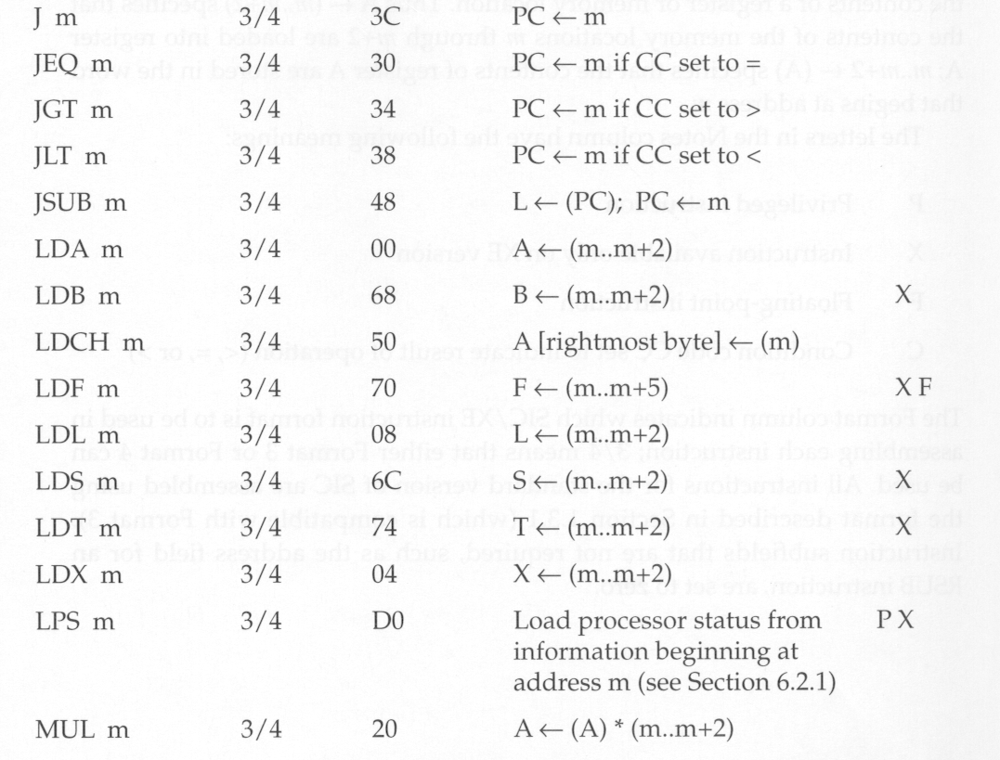 J m 3/4 3C PC ← m
JEQ m 3/4 30 PC ← m if CC set to =
JGT m 3/4 34 PC ← m if CC set to >
JLT m 3/4 38 PC ← m if CC set to <
JSUB m 3/4 48 L ← (PC); PC ← m
LDA m 3/4 00 A ← (m..m+2)
LDB m 3/4 68 B ← (m..m+2) X
LDCH m 3/4 50 A [rightmost byte] ← (m)
LDF m 3/4 70 F ← (m..m+5) X F
LDL m 3/4 08 L ← (m..m+2)
LDS m 3/4 6C S ← (m..m+2) X
LDT m 3/4 74 T ← (m..m+2) X
LDX m 3/4 04 X ← (m..m+2)
LPS m 3/4 D0 Load processor status from P X
information beginning at
address m (see Section 6.2.1)
MUL m 3/4 20 A ← (A) * (m..m+2)